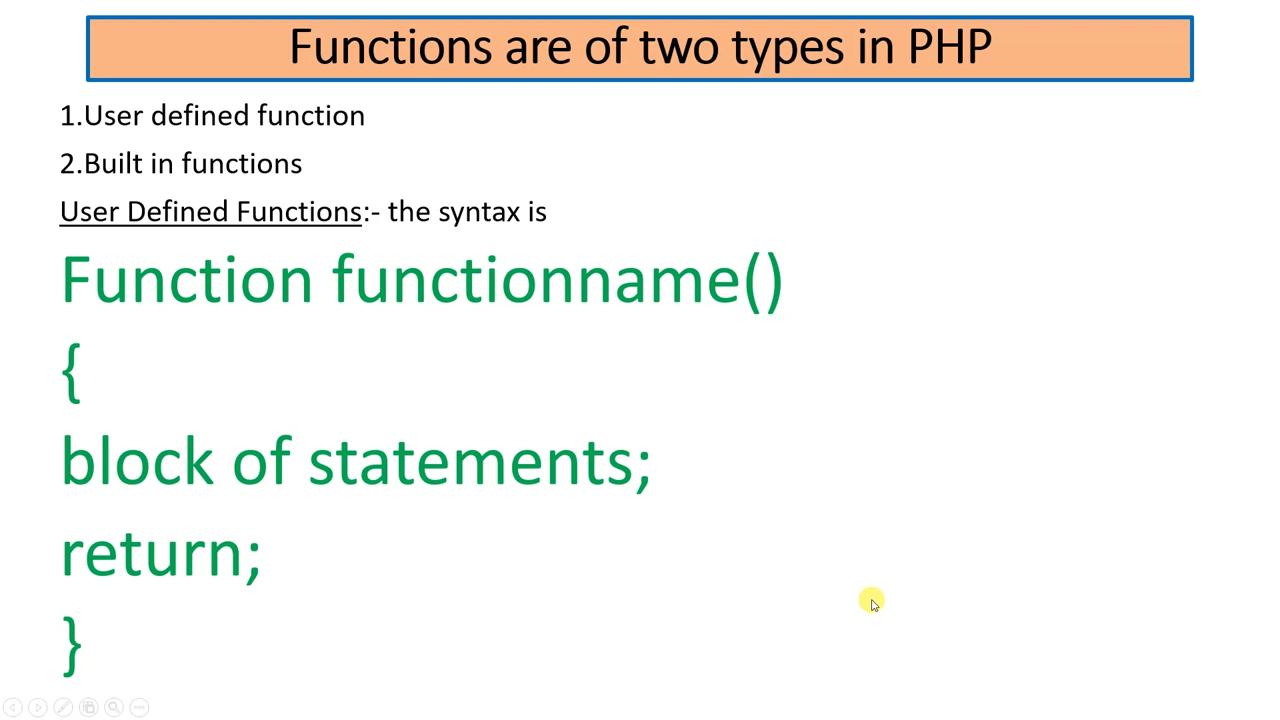 Functions are of two types in PHP
1.User defined function
2.Built in functions
User Defined Functions:- the syntax is
Function functionname()
{
block of statements;
return;
}